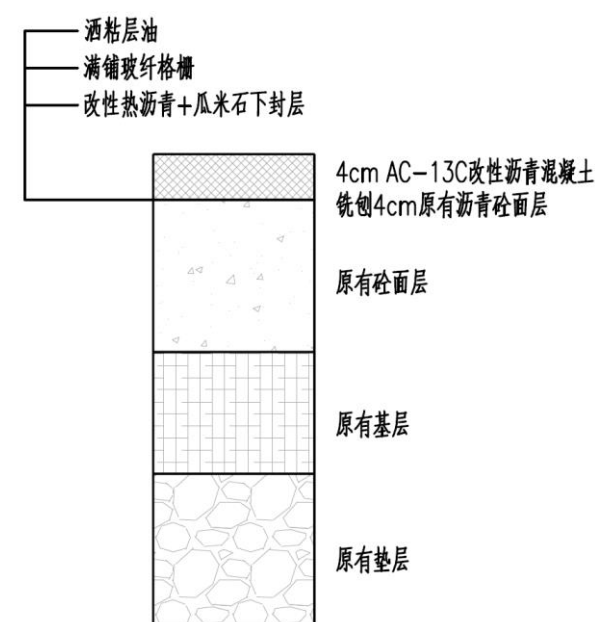 洒粘层油
满铺玻纤格栅
改性热沥青+瓜米石下封层
4cm AC-13C改性沥青混凝土
铣刨4cm原有沥青砼面层
原有砼面层
原有基层
原有垫层